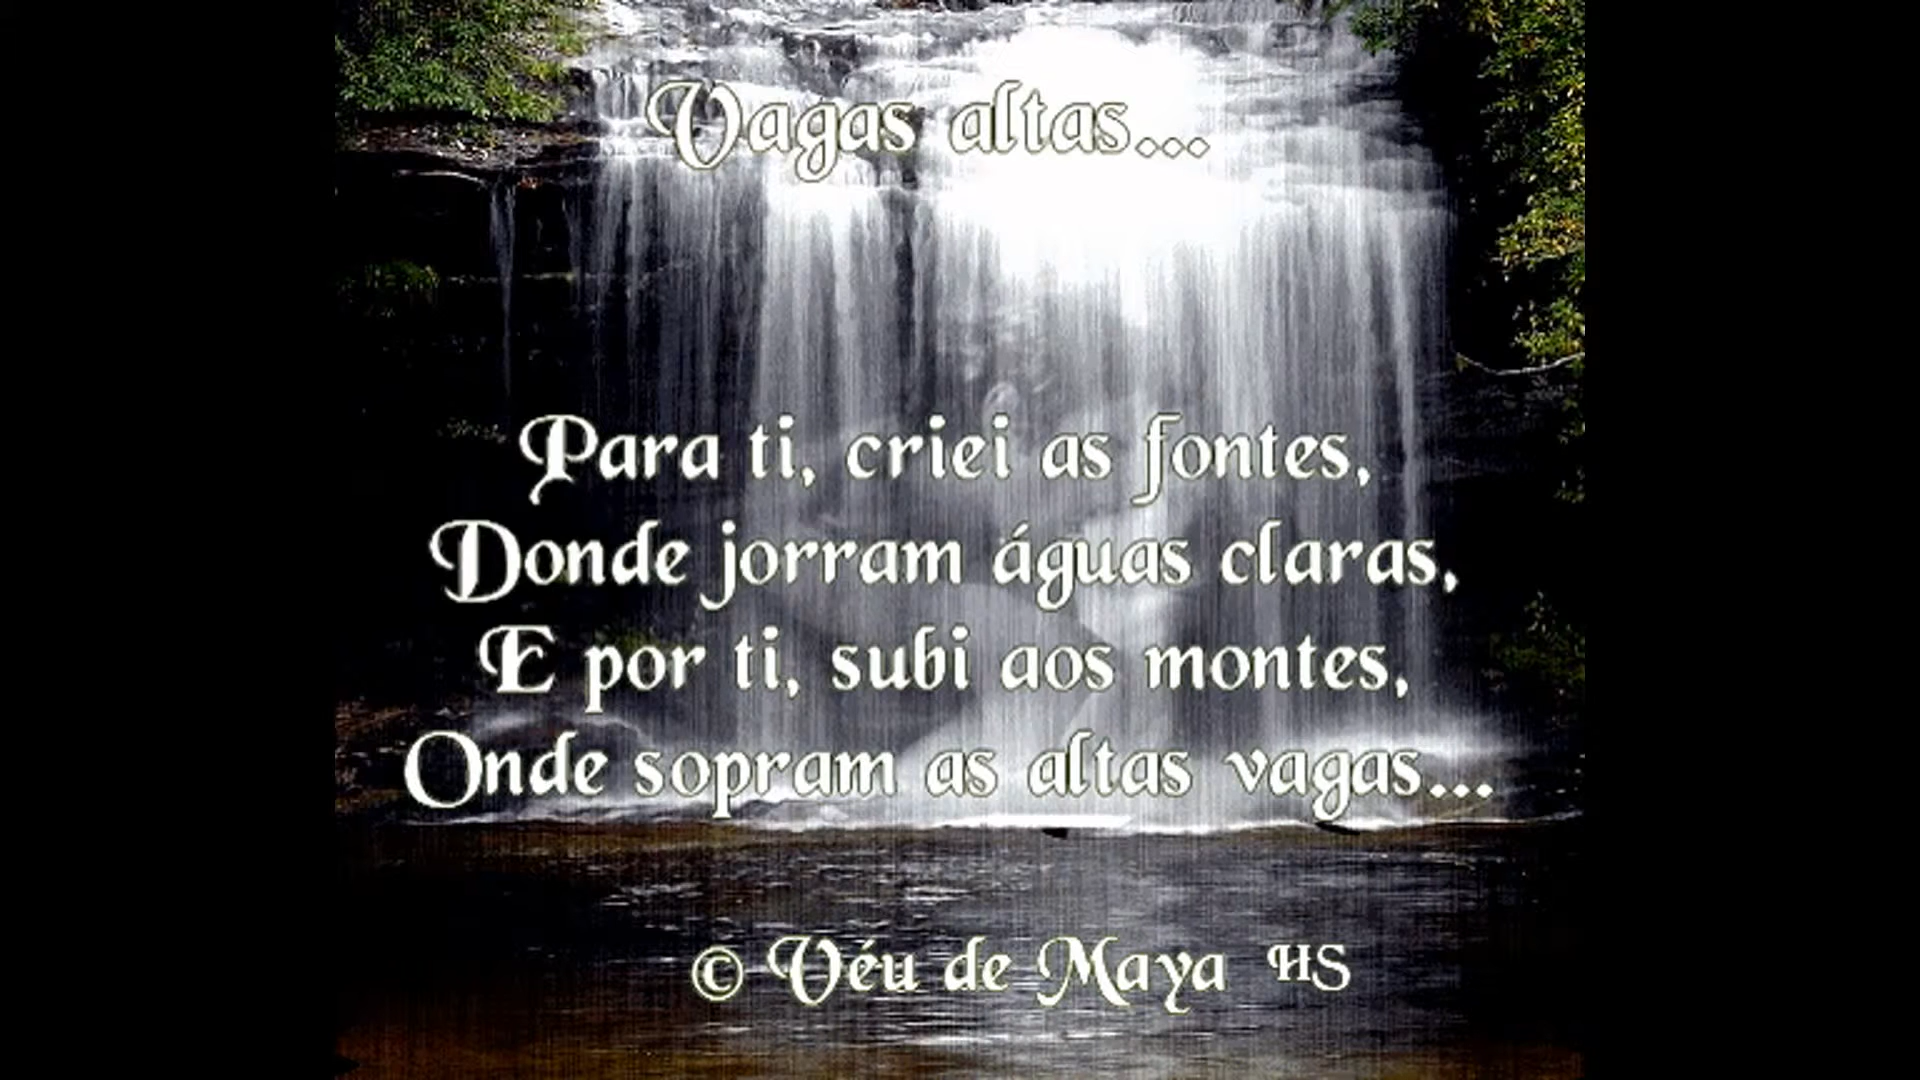 Vagas altas...
Para ti, criei as fontes,
Donde jorram águas claras,
E por ti, subi aos montes,
Onde sopram as altas vagas...
© Véu de Maya HS